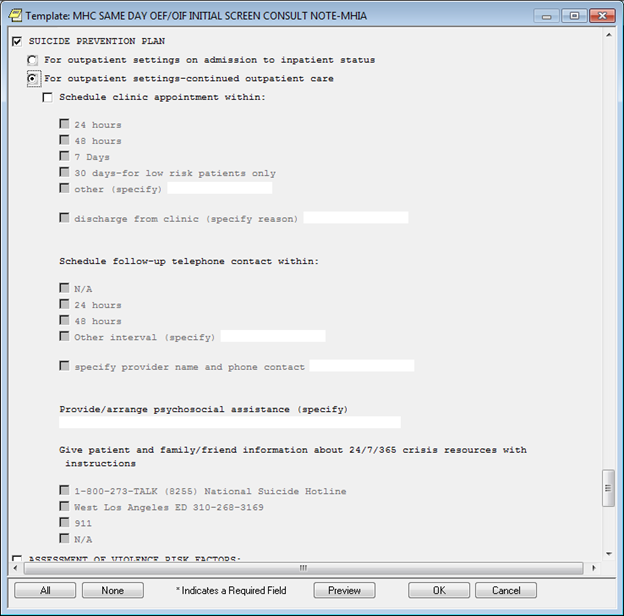 Template: MHC SAME DAY OEF/OIF INITIAL SCREEN CONSULT NOTE-MHIA
SUICIDE PREVENTION PLAN
For outpatient settings on admission to inpatient status
For outpatient settings-continued outpatient care
Schedule clinic appointment within:
24 hours
48 hours
7 Days
30 days-for low risk patients only
other (specify)
discharge from clinic (specify reason)
Schedule follow-up telephone contact within:
N/A
24 hours
48 hours
Other interval (specify)
specify provider name and phone contact
Provide/arrange psychosocial assistance (specify)
Give patient and family/friend information about 24/7/365 crisis resources with
instructions
1-800-273-TALK (8255) National Suicide Hotline
West Los Angeles ED 310-268-3169
911
N/A
ASSESSMENT OF VIOLENCE RISK FACTORS:
All None * Indicates a Required Field Preview OK Cancel